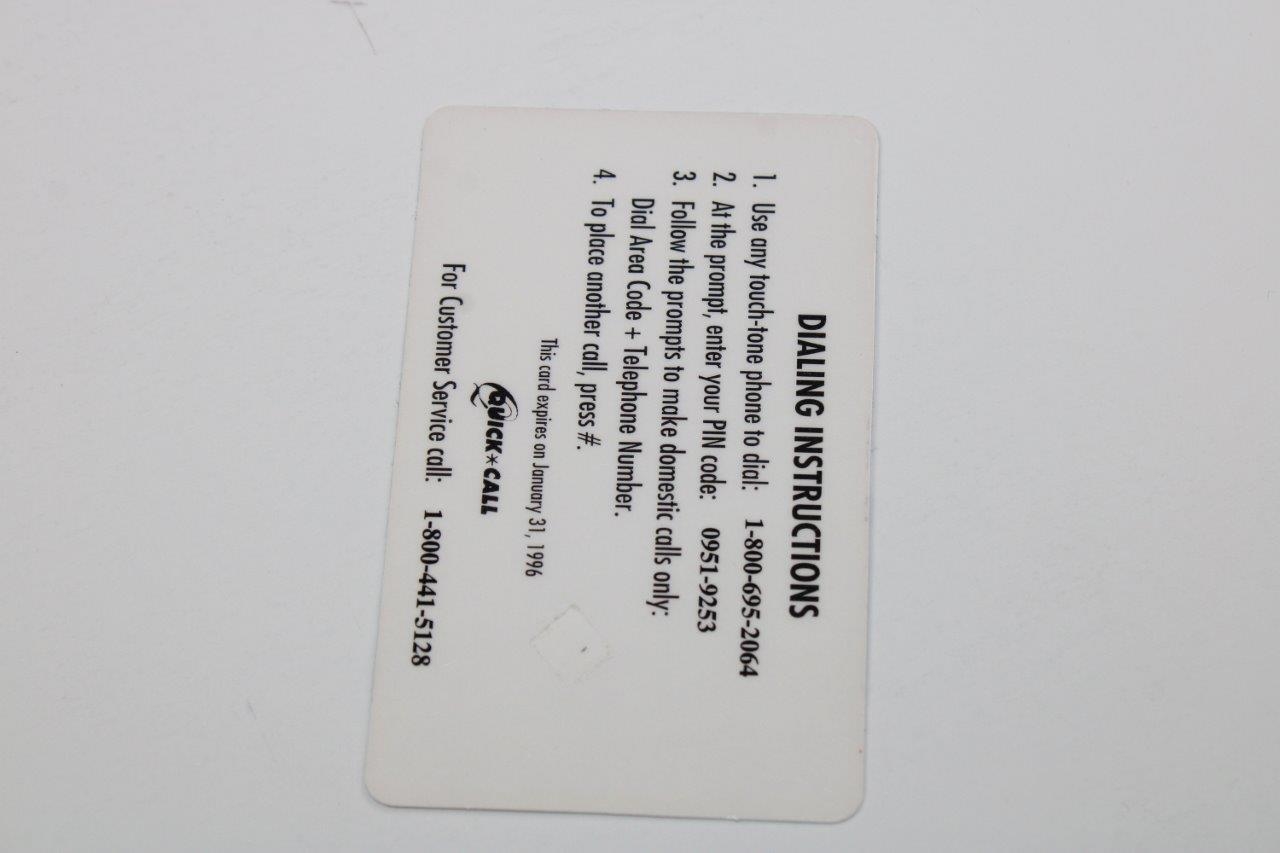 DIALING INSTRUCTIONS
1. Use any touch-tone phone to dial: 1-800-695-2064
2. At the prompt, enter your PIN code: 0951-9253
3. Follow the prompts to make domestic calls only:
Dial Area Code + Telephone Number.
4. To place another call, press #.
This card expires on January 31, 1996
QUICK*CALL
For Customer Service call: 1-800-441-5128